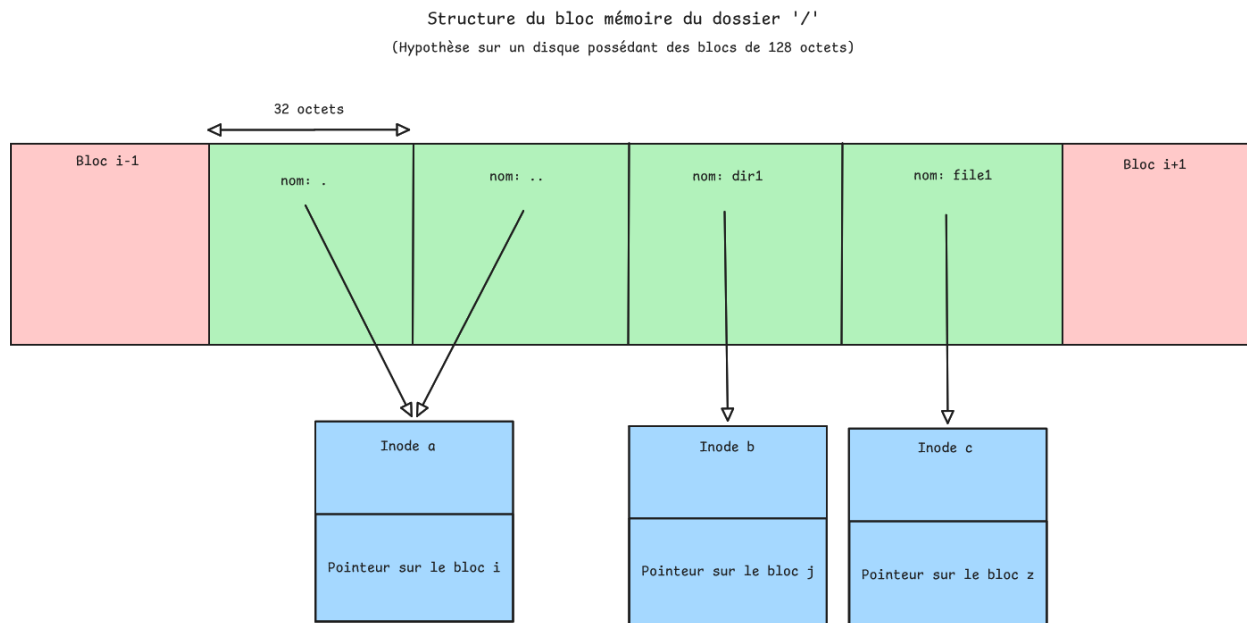 Structure du bloc mémoire du dossier '/'
(Hypothèse sur un disque possédant des blocs de 128 octets)
32 octets
Bloc i-1
nom: .
nom: ..
nom: dir1
nom: file1
Bloc i+1
Inode a
Inode b
Inode c
Pointeur sur le bloc i
Pointeur sur le bloc j
Pointeur sur le bloc z